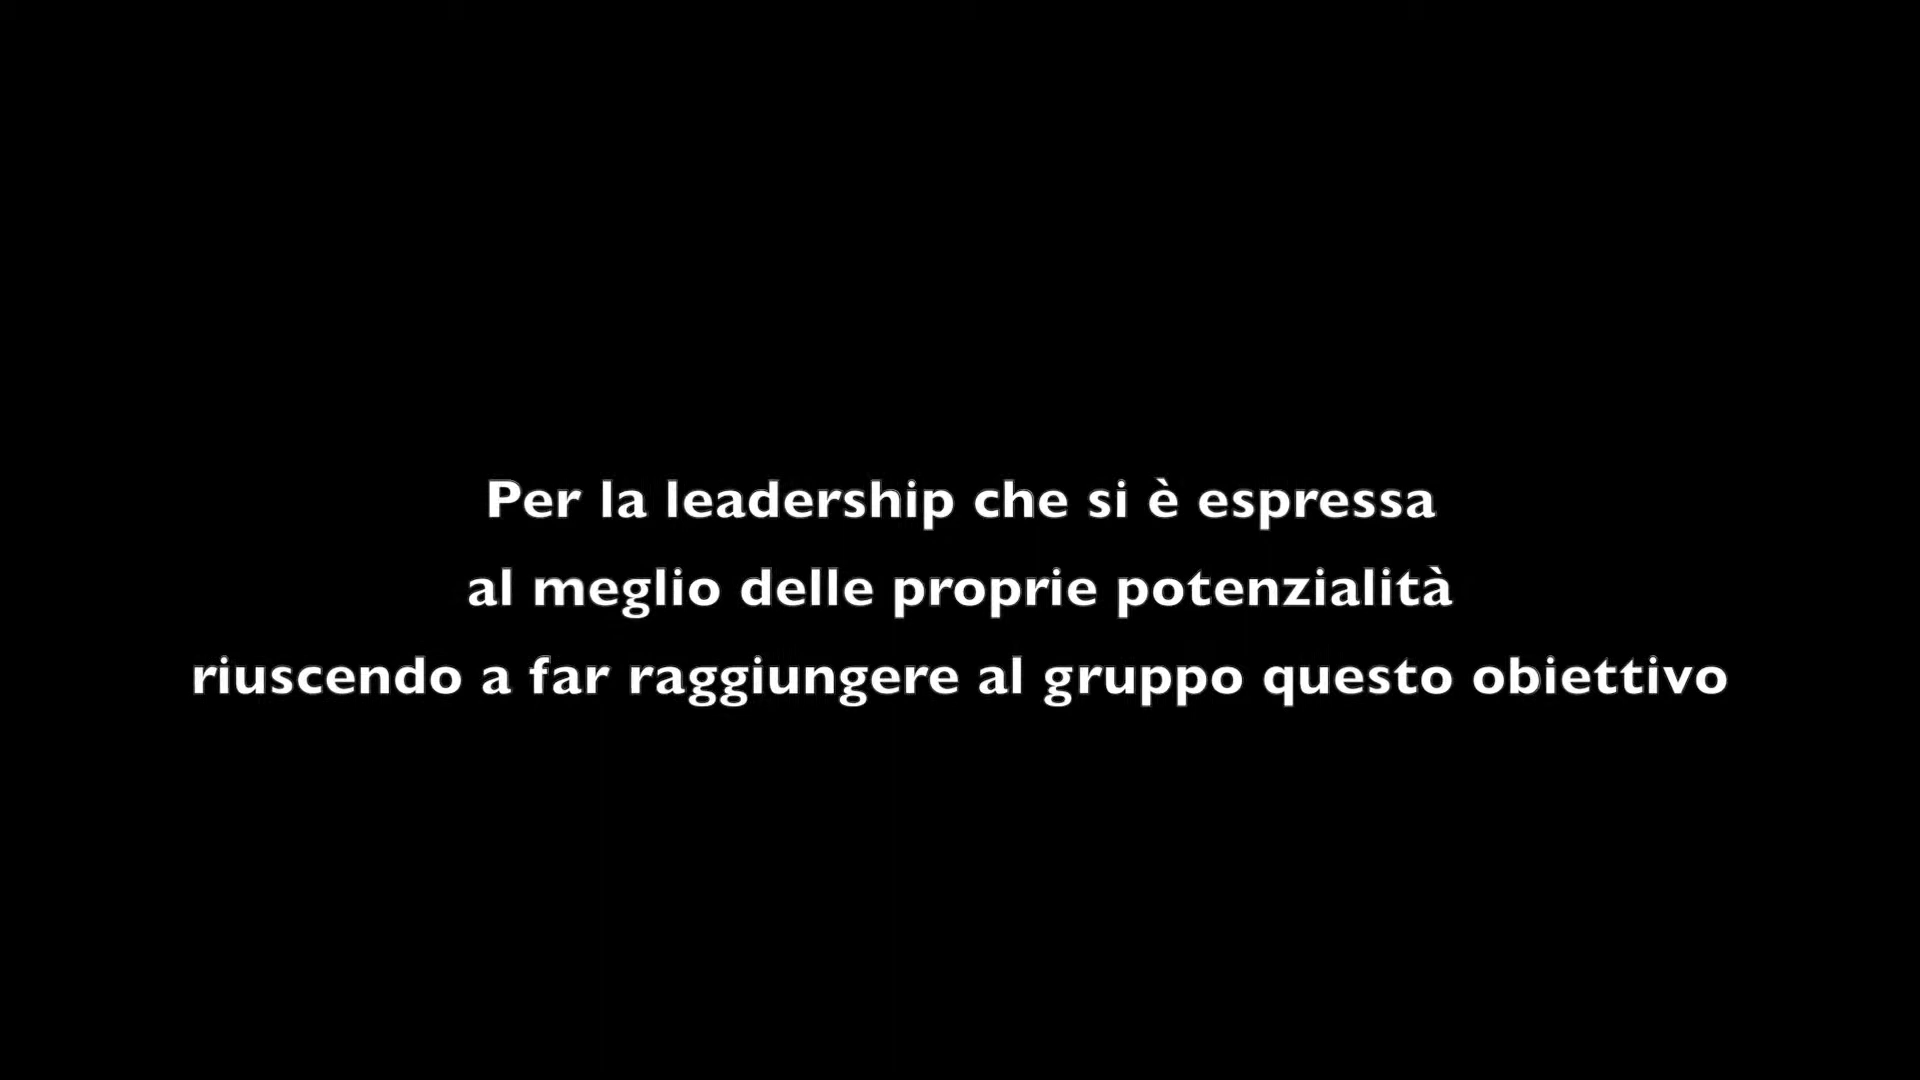 Per la leadership che si è espressa
al meglio delle proprie potenzialità
riuscendo a far raggiungere al gruppo questo obiettivo